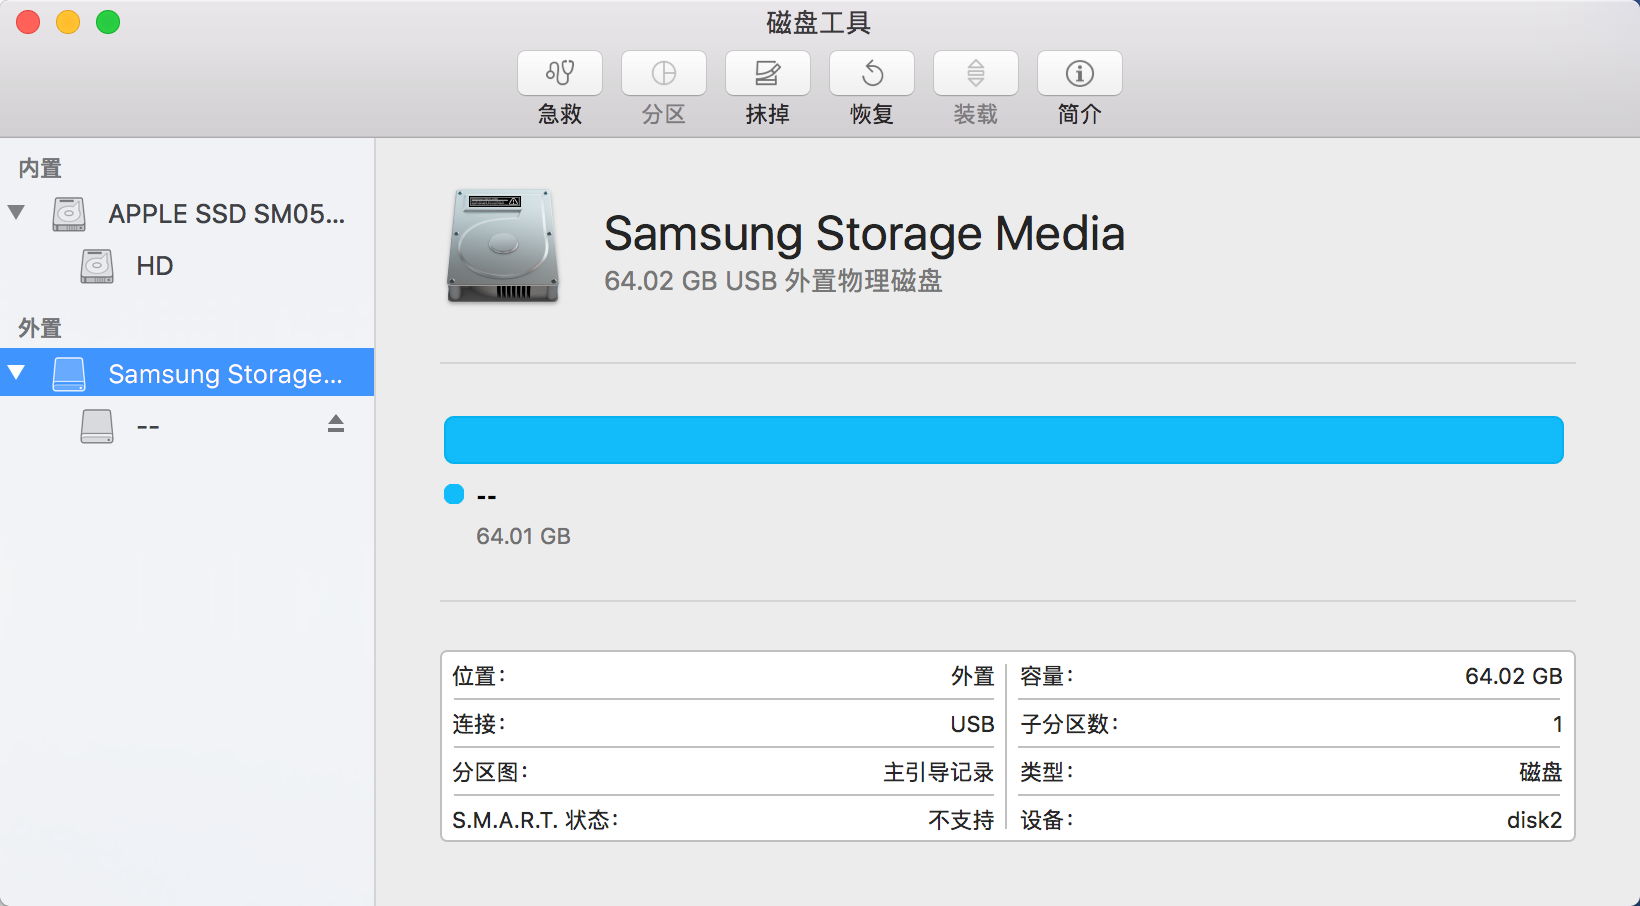 磁盘工具
急救
分区
抹掉
恢复
装载
简介
内置
APPLE SSD SM05...
HD
外置
Samsung Storage...
--
Samsung Storage Media
64.02 GB USB 外置物理磁盘
--
64.01 GB
位置： 外置
容量： 64.02 GB
连接： USB
子分区数： 1
分区图： 主引导记录
类型： 磁盘
S.M.A.R.T. 状态： 不支持
设备： disk2